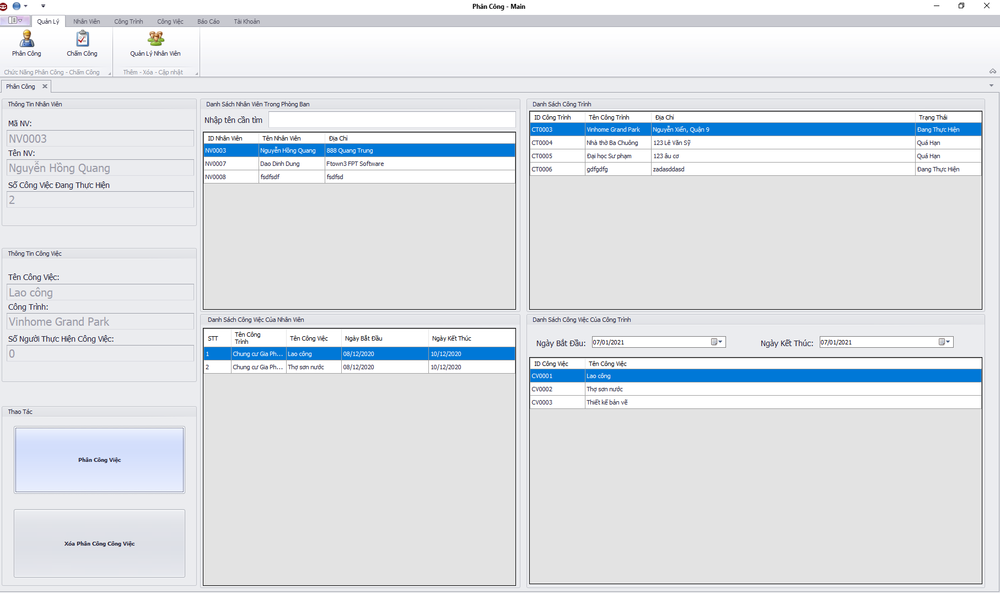 Phân Công - Main
Quản Lý Nhân Viên Công Trình Công Việc Báo Cáo Tài Khoản
Phân Công Chấm Công Quản Lý Nhân Viên
Chức Năng Phân Công - Chấm Công Thêm - Xóa - Cập nhật
Phân Công
Thông Tin Nhân Viên
Mã NV:
NV0003
Tên NV:
Nguyễn Hồng Quang
Số Công Việc Đang Thực Hiện
2
Thông Tin Công Việc
Tên Công Việc:
Lao công
Công Trình:
Vinhome Grand Park
Số Người Thực Hiện Công Việc:
0
Thao Tác
Phân Công Việc
Xóa Phân Công Công Việc
Danh Sách Nhân Viên Trong Phòng Ban
Nhập tên cần tìm
ID Nhân Viên Tên Nhân Viên Địa Chỉ
NV0003 Nguyễn Hồng Quang 888 Quang Trung
NV0007 Dao Dinh Dung Ftown3 FPT Software
NV0008 fsdfsdf fsdfsd
Danh Sách Công Việc Của Nhân Viên
STT Tên Công Trình Tên Công Việc Ngày Bắt Đầu Ngày Kết Thúc
1 Chung cư Gia Ph... Lao công 08/12/2020 10/12/2020
2 Chung cư Gia Ph... Thợ sơn nước 08/12/2020 10/12/2020
Danh Sách Công Trình
ID Công Trình Tên Công Trình Địa Chỉ Trạng Thái
CT0003 Vinhome Grand Park Nguyễn Xiển, Quận 9 Đang Thực Hiện
CT0004 Nhà thờ Ba Chuông 123 Lê Văn Sỹ Quá Hạn
CT0005 Đại học Sư phạm 123 âu cơ Quá Hạn
CT0006 gdfgdfg zadasddasd Đang Thực Hiện
Danh Sách Công Việc Của Công Trình
Ngày Bắt Đầu: 07/01/2021 Ngày Kết Thúc: 07/01/2021
ID Công Việc Tên Công Việc
CV0001 Lao công
CV0002 Thợ sơn nước
CV0003 Thiết kế bản vẽ